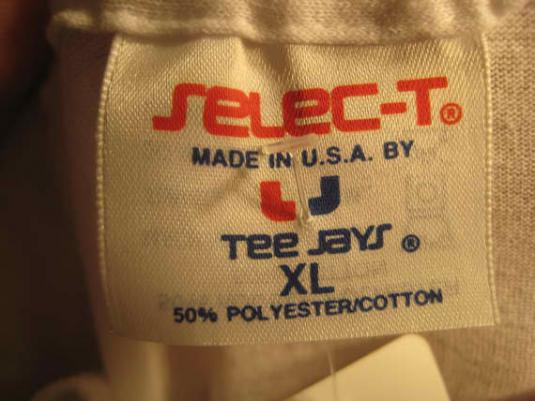 SELEC-T®
MADE IN U.S.A. BY
TEE JAYS ®
XL
50% POLYESTER/COTTON